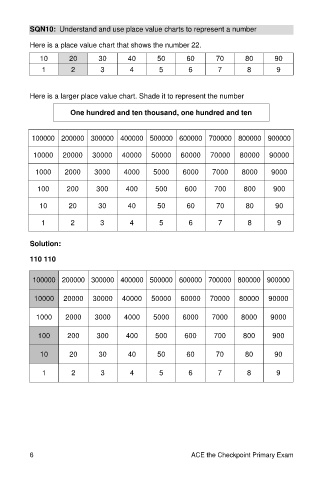 SQN10: Understand and use place value charts to represent a number
Here is a place value chart that shows the number 22.
10 20 30 40 50 60 70 80 90
1 2 3 4 5 6 7 8 9
Here is a larger place value chart. Shade it to represent the number
One hundred and ten thousand, one hundred and ten
100000 200000 300000 400000 500000 600000 700000 800000 900000
10000 20000 30000 40000 50000 60000 70000 80000 90000
1000 2000 3000 4000 5000 6000 7000 8000 9000
100 200 300 400 500 600 700 800 900
10 20 30 40 50 60 70 80 90
1 2 3 4 5 6 7 8 9
Solution:
110 110
100000 200000 300000 400000 500000 600000 700000 800000 900000
10000 20000 30000 40000 50000 60000 70000 80000 90000
1000 2000 3000 4000 5000 6000 7000 8000 9000
100 200 300 400 500 600 700 800 900
10 20 30 40 50 60 70 80 90
1 2 3 4 5 6 7 8 9
6 ACE the Checkpoint Primary Exam